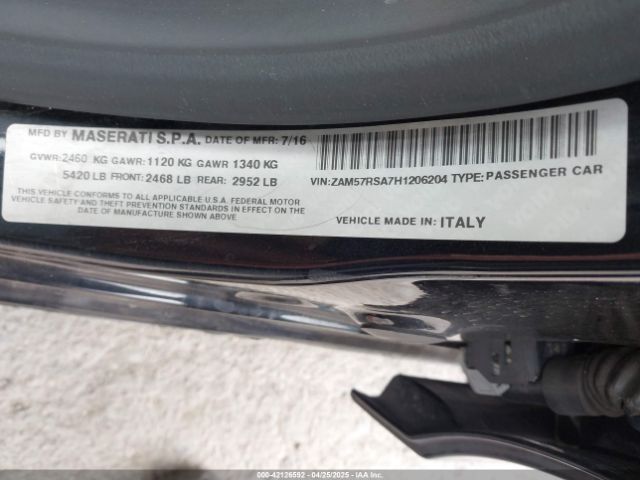 MFD BY MASERATI S.P.A. DATE OF MFR: 7/16
GVWR: 2460 KG GAWR: 1120 KG GAWR 1340 KG
5420 LB FRONT: 2468 LB REAR: 2952 LB
THIS CONFORMS TO ALL APPLICABLE U.S.A. FEDERAL MOTOR
VEHICLE SAFETY AND THEFT PREVENTION STANDARDS IN EFFECT ON THE
DATE OF MANUFACTURE SHOWN ABOVE.
VIN: ZAM57RSA7H1206204 TYPE: PASSENGER CAR
VEHICLE MADE IN: ITALY
000-42126592 - 04/25/2025 - IAAI.COM